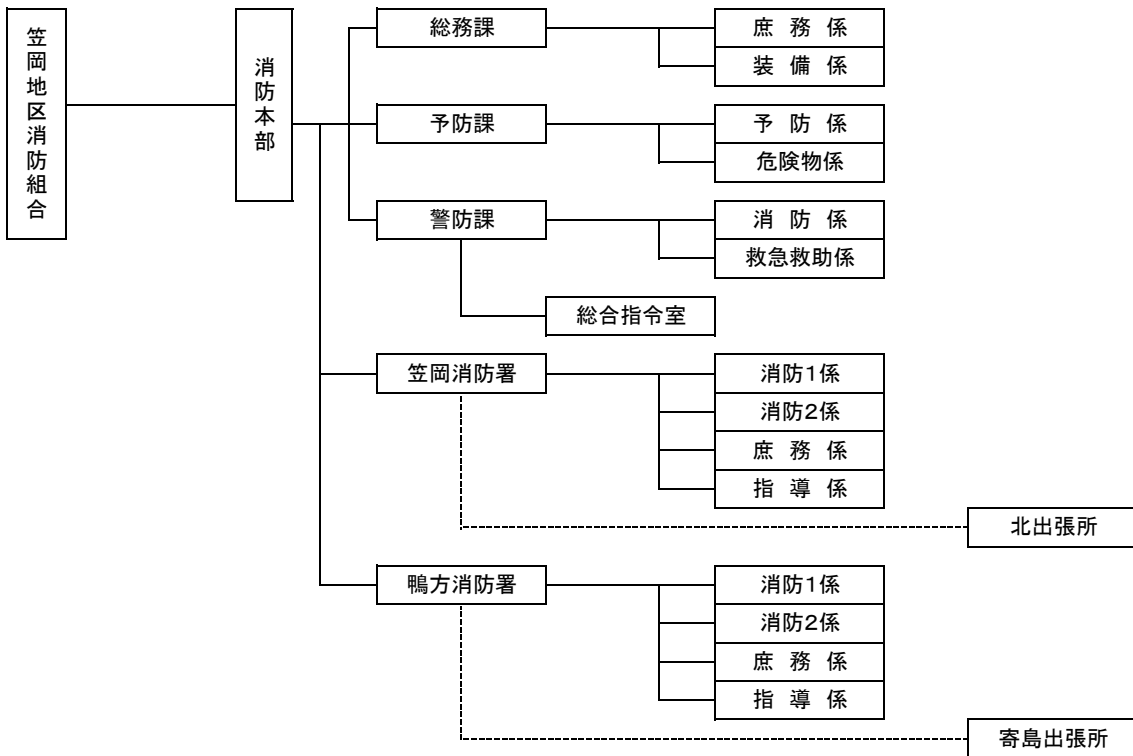 笠岡地区消防組合
消防本部
総務課
庶務係
装備係
予防課
予防係
危険物係
警防課
消防係
救急救助係
総合指令室
笠岡消防署
消防1係
消防2係
庶務係
指導係
北出張所
鴨方消防署
消防1係
消防2係
庶務係
指導係
寄島出張所